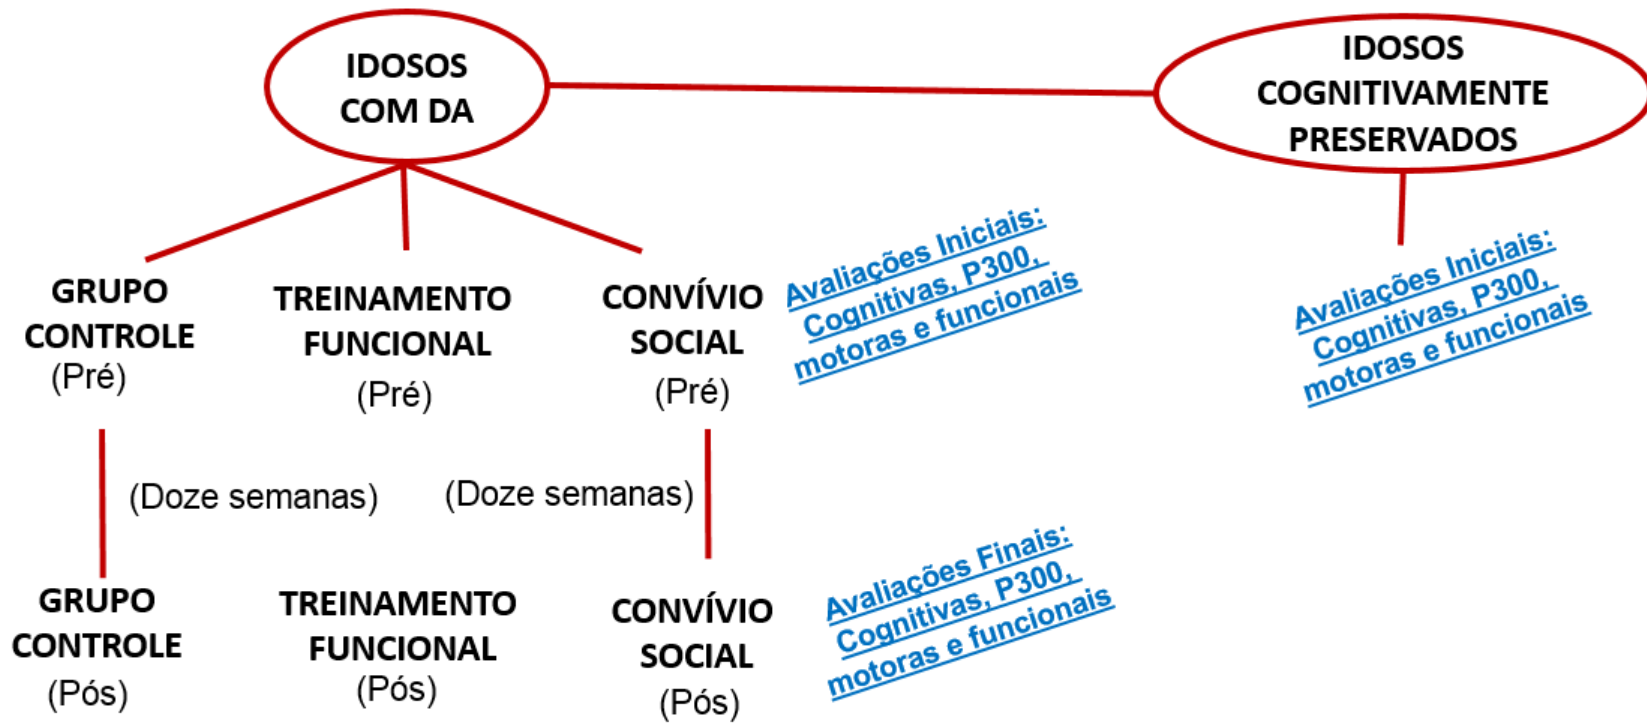 IDOSOS
COM DA
IDOSOS
COGNITIVAMENTE
PRESERVADOS
GRUPO
CONTROLE
(Pré)
TREINAMENTO
FUNCIONAL
(Pré)
CONVÍVIO
SOCIAL
(Pré)
Avaliações Iniciais:
Cognitivas, P300,
motoras e funcionais
Avaliações Iniciais:
Cognitivas, P300,
motoras e funcionais
(Doze semanas)
(Doze semanas)
GRUPO
CONTROLE
(Pós)
TREINAMENTO
FUNCIONAL
(Pós)
CONVÍVIO
SOCIAL
(Pós)
Avaliações Finais:
Cognitivas, P300,
motoras e funcionais